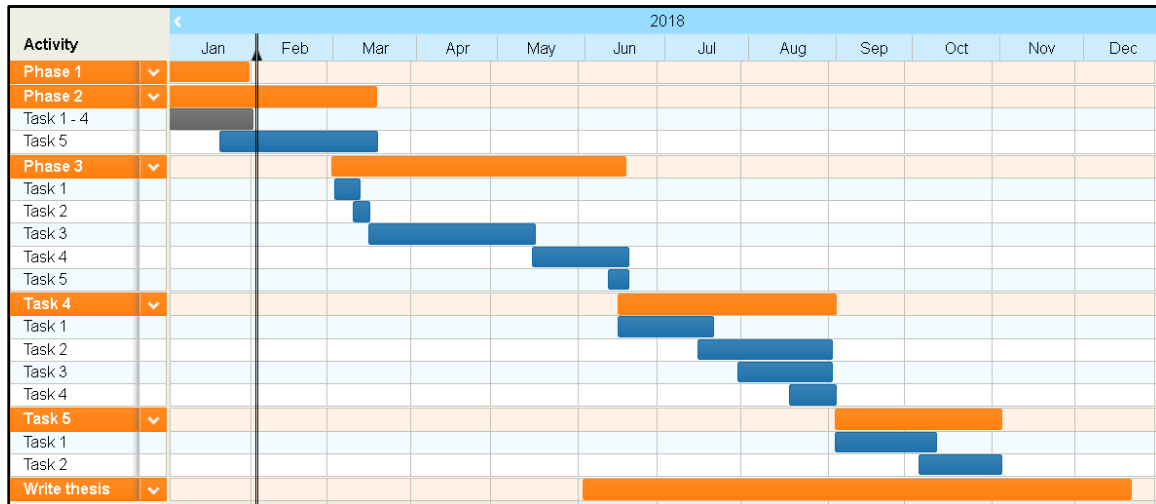 2018
Activity
Jan Feb Mar Apr May Jun Jul Aug Sep Oct Nov Dec
Phase 1
Phase 2
Task 1 - 4
Task 5
Phase 3
Task 1
Task 2
Task 3
Task 4
Task 5
Task 4
Task 1
Task 2
Task 3
Task 4
Task 5
Task 1
Task 2
Write thesis